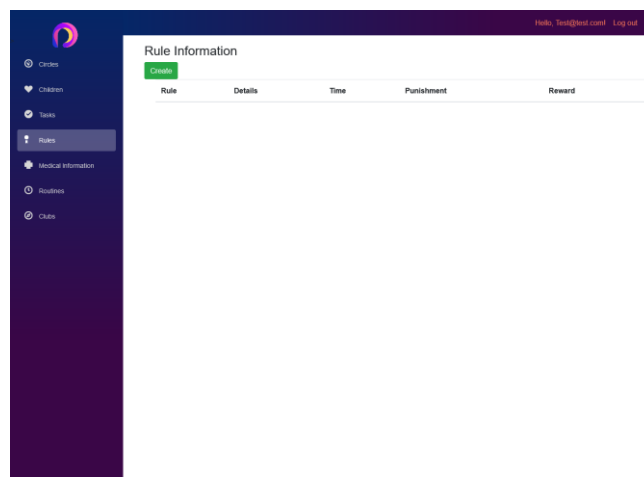 Hello, Test@test.com! Log out
Circles
Children
Tasks
Rules
Medical Information
Routines
Clubs
Rule Information
Create
Rule Details Time Punishment Reward